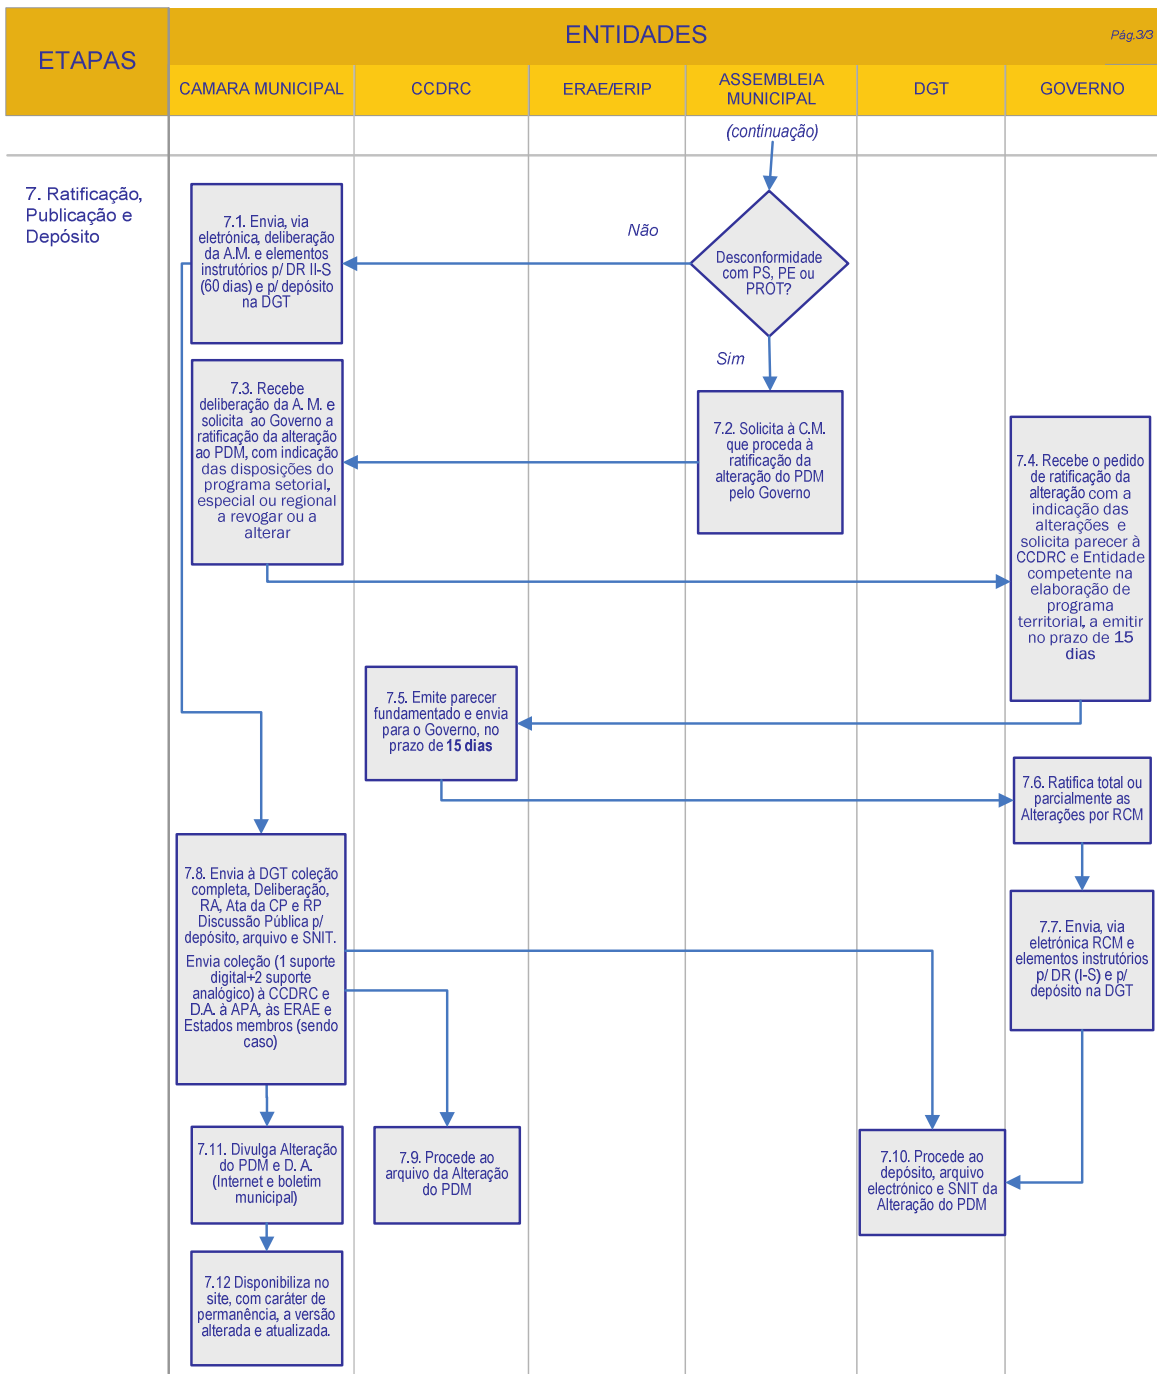 ETAPAS
ENTIDADES
Pág.3/3
CAMARA MUNICIPAL
CCDRC
ERAE/ERIP
ASSEMBLEIA
MUNICIPAL
DGT
GOVERNO
(continuação)
7. Ratificação,
Publicação e
Depósito
7.1. Envia, via
eletrónica, deliberação
da A.M. e elementos
instrutórios p/ DR II-S
(60 dias) e p/ depósito
na DGT
Não
Desconformidade
com PS, PE ou
PROT?
Sim
7.3. Recebe
deliberação da A. M. e
solicita ao Governo a
ratificação da alteração
ao PDM, com indicação
das disposições do
programa setorial,
especial ou regional
a revogar ou a
alterar
7.2. Solicita à C.M.
que proceda à
ratificação da
alteração do PDM
pelo Governo
7.4. Recebe o pedido
de ratificação da
alteração com a
indicação das
alterações e
solicita parecer à
CCDRC e Entidade
competente na
elaboração de
programa
territorial, a emitir
no prazo de 15
dias
7.5. Emite parecer
fundamentado e envia
para o Governo, no
prazo de 15 dias
7.6. Ratifica total ou
parcialmente as
Alterações por RCM
7.8. Envia à DGT coleção
completa, Deliberação,
RA, Ata da CP e RP
Discussão Pública p/
depósito, arquivo e SNIT.
Envia coleção (1 suporte
digital+2 suporte
analógico) à CCDRC e
D.A. à APA, às ERAE e
Estados membros (sendo
caso)
7.7. Envia, via
eletrónica RCM e
elementos instrutórios
p/ DR (I-S) e p/
depósito na DGT
7.11. Divulga Alteração
do PDM e D. A.
(Internet e boletim
municipal)
7.9. Procede ao
arquivo da Alteração
do PDM
7.10. Procede ao
depósito, arquivo
electrónico e SNIT da
Alteração do PDM
7.12 Disponibiliza no
site, com caráter de
permanência, a versão
alterada e atualizada.